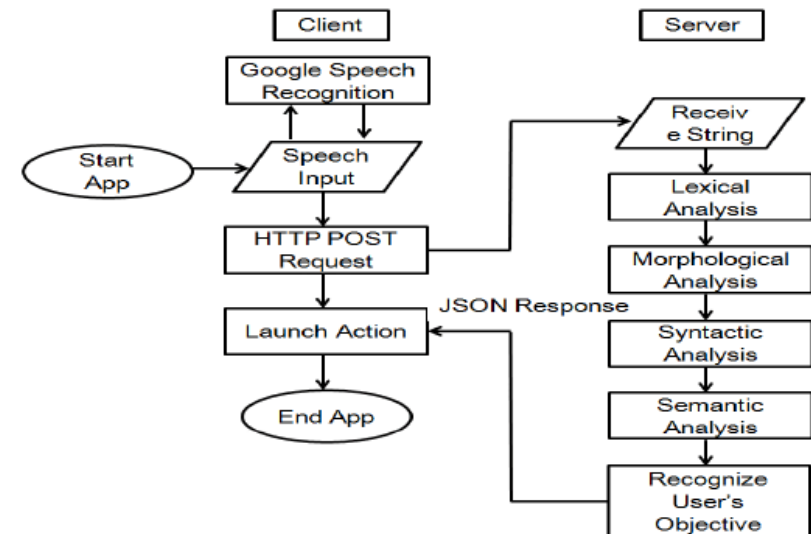 Client
Server
Google Speech
Recognition
Receiv
e String
Start
App
Speech
Input
Lexical
Analysis
HTTP POST
Request
Morphological
Analysis
JSON Response
Launch Action
Syntactic
Analysis
End App
Semantic
Analysis
Recognize
User's
Objective